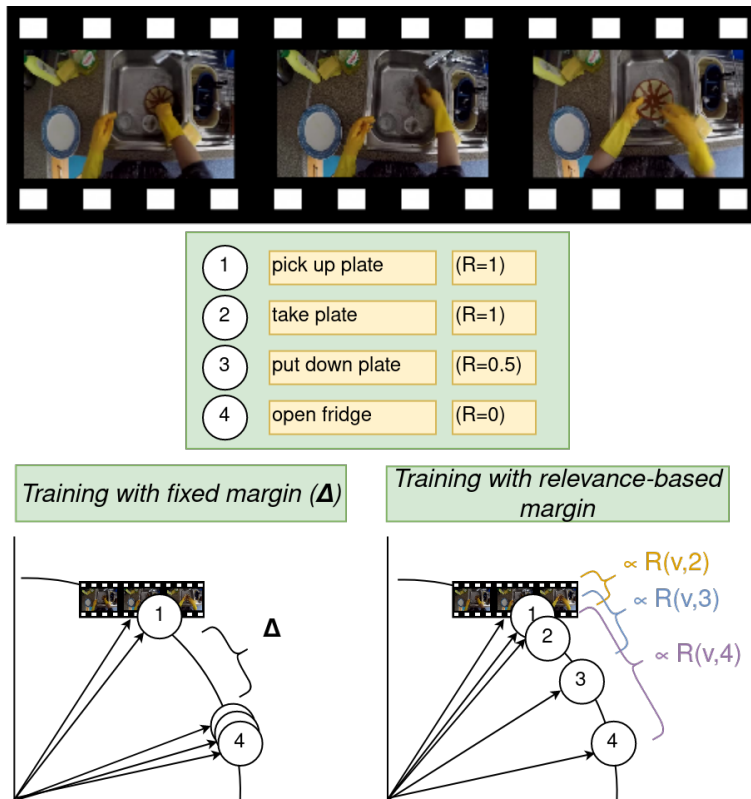 1 pick up plate (R=1)
2 take plate (R=1)
3 put down plate (R=0.5)
4 open fridge (R=0)
Training with fixed margin (Δ)
Training with relevance-based
margin
1
Δ
4
1
2
3
4
∝ R(v,2)
∝ R(v,3)
∝ R(v,4)